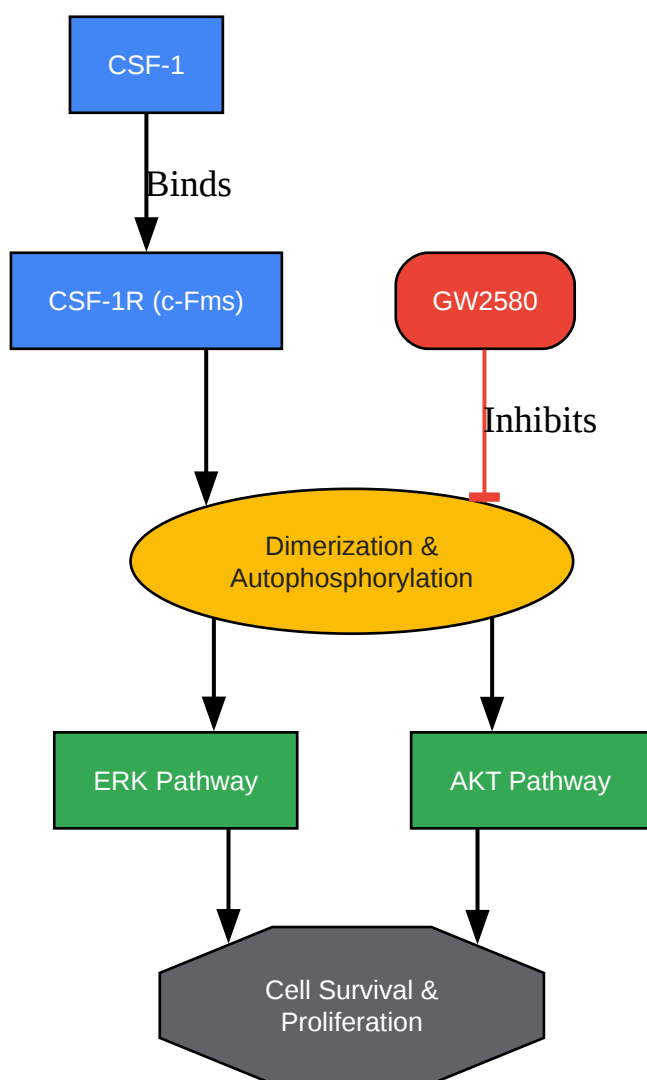 CSF-1
Binds
CSF-1R (c-Fms)
GW2580
Inhibits
Dimerization &
Autophosphorylation
ERK Pathway
AKT Pathway
Cell Survival &
Proliferation